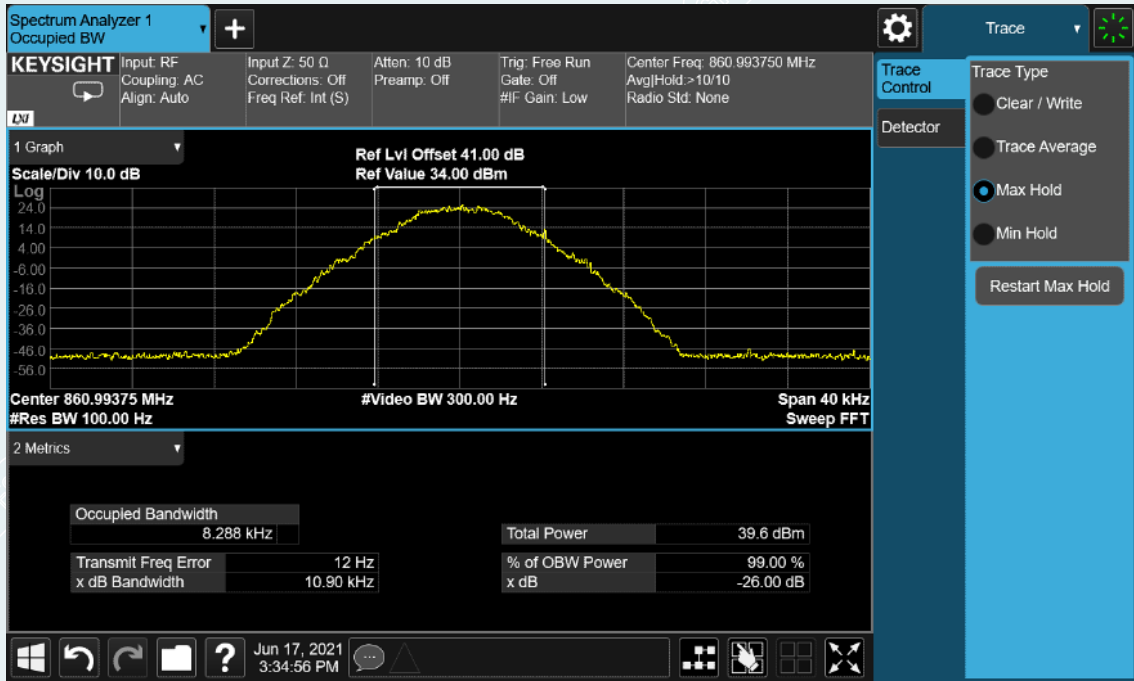 Spectrum Analyzer 1
Occupied BW
+
Trace
KEYSIGHT
LXI
Input: RF
Coupling: AC
Align: Auto
Input Z: 50 Ω
Corrections: Off
Freq Ref: Int (S)
Atten: 10 dB
Preamp: Off
Trig: Free Run
Gate: Off
#IF Gain: Low
Center Freq: 860.993750 MHz
Avg|Hold:>10/10
Radio Std: None
Trace
Control
Detector
Trace Type
Clear / Write
Trace Average
Max Hold
Min Hold
Restart Max Hold
1 Graph
Scale/Div 10.0 dB
Ref Lvl Offset 41.00 dB
Ref Value 34.00 dBm
Log
24.0
14.0
4.00
-6.00
-16.0
-26.0
-36.0
-46.0
-56.0
Center 860.99375 MHz
#Video BW 300.00 Hz
Span 40 kHz
#Res BW 100.00 Hz
Sweep FFT
2 Metrics
Occupied Bandwidth
8.288 kHz
Total Power 39.6 dBm
Transmit Freq Error 12 Hz
% of OBW Power 99.00 %
x dB Bandwidth 10.90 kHz
x dB -26.00 dB
?
Jun 17, 2021
3:34:56 PM